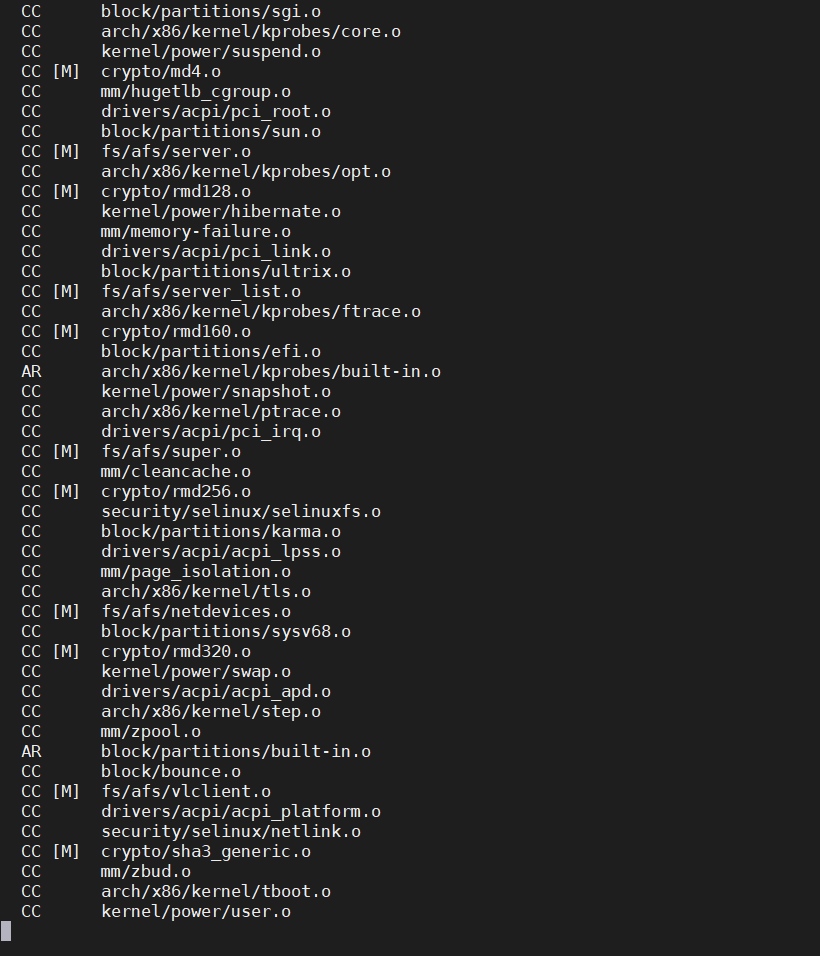 CC      block/partitions/sgi.o
CC      arch/x86/kernel/kprobes/core.o
CC      kernel/power/suspend.o
CC [M]  crypto/md4.o
CC      mm/hugetlb_cgroup.o
CC      drivers/acpi/pci_root.o
CC      block/partitions/sun.o
CC [M]  fs/afs/server.o
CC      arch/x86/kernel/kprobes/opt.o
CC [M]  crypto/rmd128.o
CC      kernel/power/hibernate.o
CC      mm/memory-failure.o
CC      drivers/acpi/pci_link.o
CC      block/partitions/ultrix.o
CC [M]  fs/afs/server_list.o
CC      arch/x86/kernel/kprobes/ftrace.o
CC [M]  crypto/rmd160.o
CC      block/partitions/efi.o
AR      arch/x86/kernel/kprobes/built-in.o
CC      kernel/power/snapshot.o
CC      arch/x86/kernel/ptrace.o
CC      drivers/acpi/pci_irq.o
CC [M]  fs/afs/super.o
CC      mm/cleancache.o
CC [M]  crypto/rmd256.o
CC      security/selinux/selinuxfs.o
CC      block/partitions/karma.o
CC      drivers/acpi/acpi_lpss.o
CC      mm/page_isolation.o
CC      arch/x86/kernel/tls.o
CC [M]  fs/afs/netdevices.o
CC      block/partitions/sysv68.o
CC [M]  crypto/rmd320.o
CC      kernel/power/swap.o
CC      drivers/acpi/acpi_apd.o
CC      arch/x86/kernel/step.o
CC      mm/zpool.o
AR      block/partitions/built-in.o
CC      block/bounce.o
CC [M]  fs/afs/vlclient.o
CC      drivers/acpi/acpi_platform.o
CC      security/selinux/netlink.o
CC [M]  crypto/sha3_generic.o
CC      mm/zbud.o
CC      arch/x86/kernel/tboot.o
CC      kernel/power/user.o